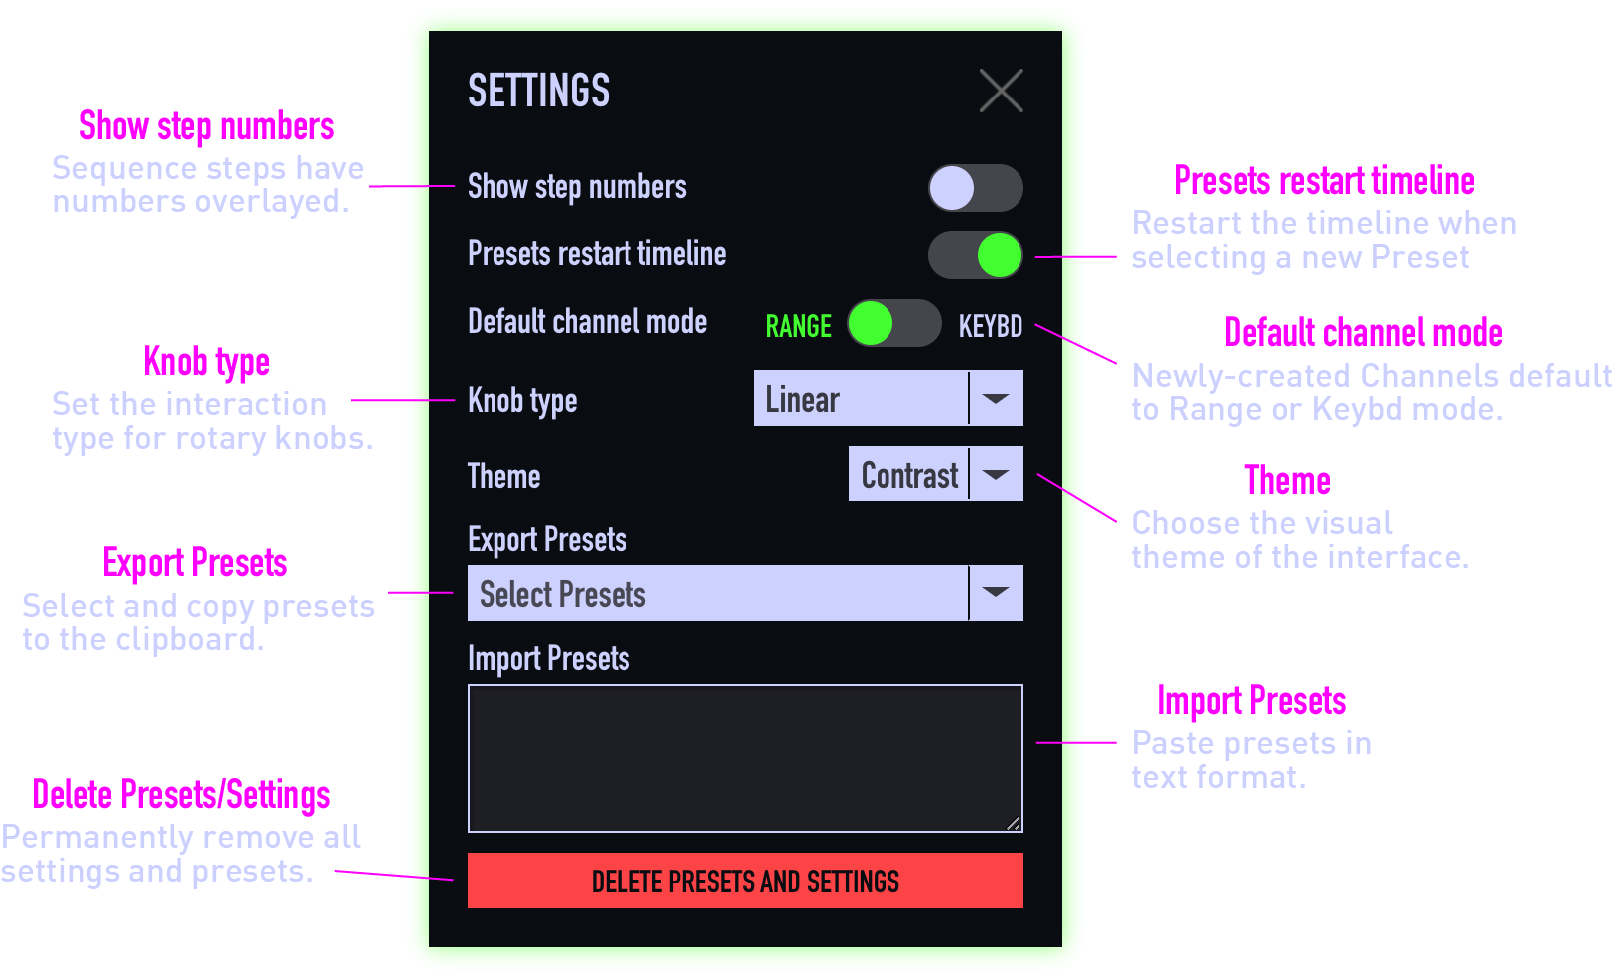 SETTINGS
Show step numbers
Presets restart timeline
Default channel mode
RANGE
KEYBD
Knob type
Linear
Theme
Contrast
Export Presets
Select Presets
Import Presets
DELETE PRESETS AND SETTINGS
Show step numbers
Sequence steps have
numbers overlayed.
Knob type
Set the interaction
type for rotary knobs.
Export Presets
Select and copy presets
to the clipboard.
Delete Presets/Settings
Permanently remove all
settings and presets.
Presets restart timeline
Restart the timeline when
selecting a new Preset
Default channel mode
Newly-created Channels default
to Range or Keybd mode.
Theme
Choose the visual
theme of the interface.
Import Presets
Paste presets in
text format.